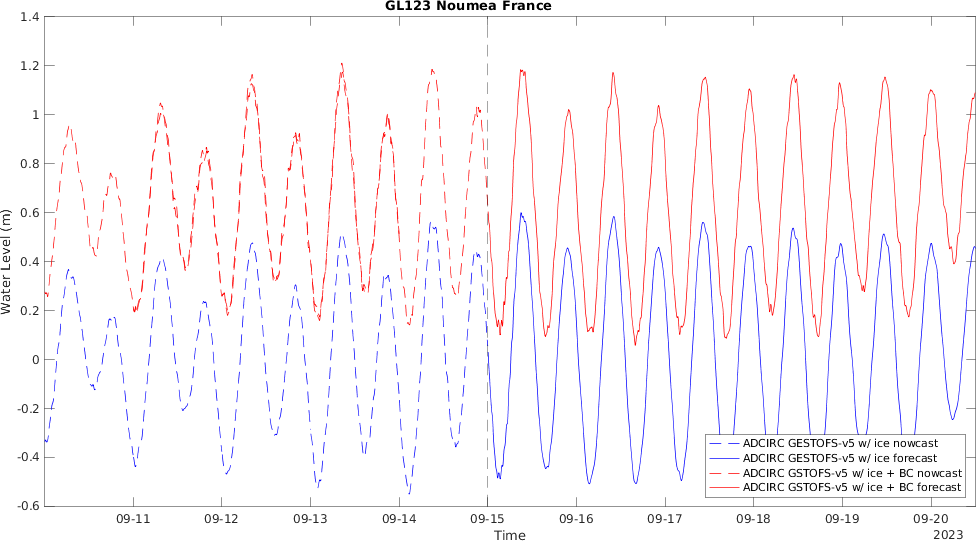 GL123 Noumea France
1.4
1.2
1
0.8
0.6
0.4
0.2
0
-0.2
-0.4
-0.6
Water Level (m)
ADCIRC GESTOFS-v5 w/ ice nowcast
ADCIRC GESTOFS-v5 w/ ice forecast
ADCIRC GSTOFS-v5 w/ ice + BC nowcast
ADCIRC GSTOFS-v5 w/ ice + BC forecast
09-11 09-12 09-13 09-14 09-15 09-16 09-17 09-18 09-19 09-20
Time 2023